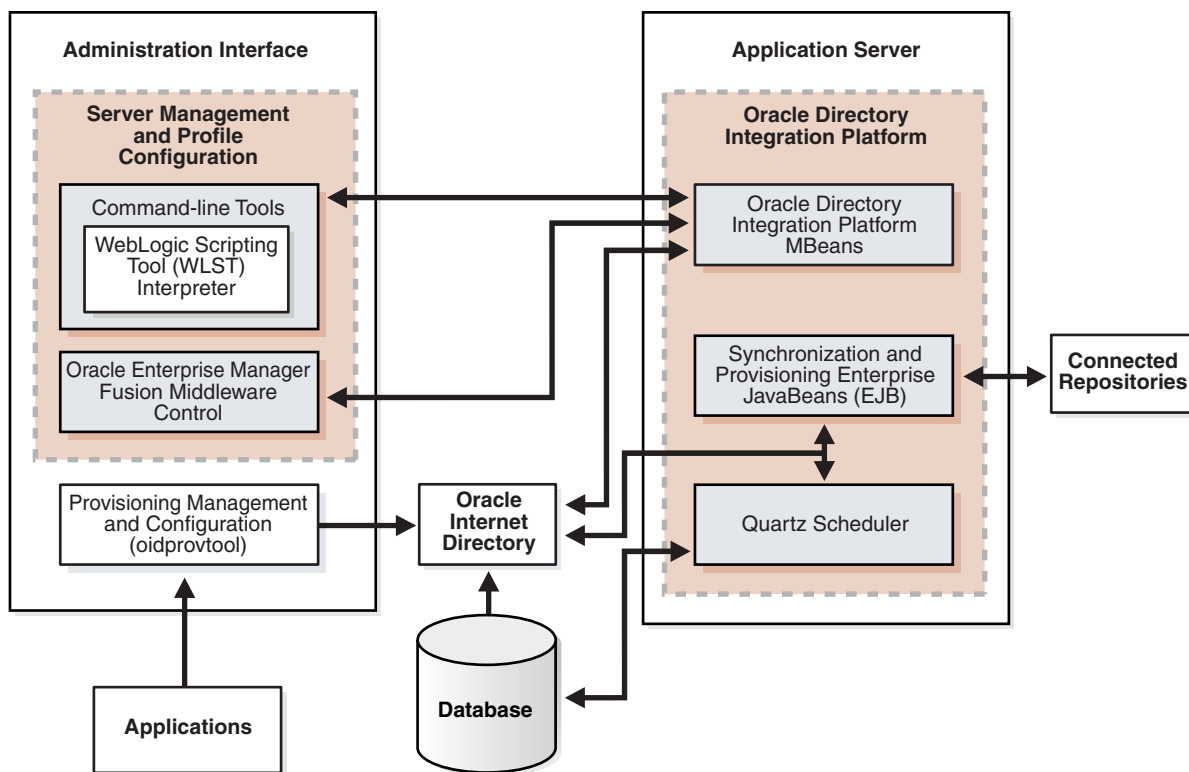 Administration Interface
Server Management
and Profile
Configuration
Command-line Tools
WebLogic Scripting
Tool (WLST)
Interpreter
Oracle Enterprise Manager
Fusion Middleware
Control
Provisioning Management
and Configuration
(oidprovtool)
Applications
Oracle
Internet
Directory
Database
Application Server
Oracle Directory
Integration Platform
Oracle Directory
Integration Platform
MBeans
Synchronization and
Provisioning Enterprise
JavaBeans (EJB)
Quartz Scheduler
Connected
Repositories